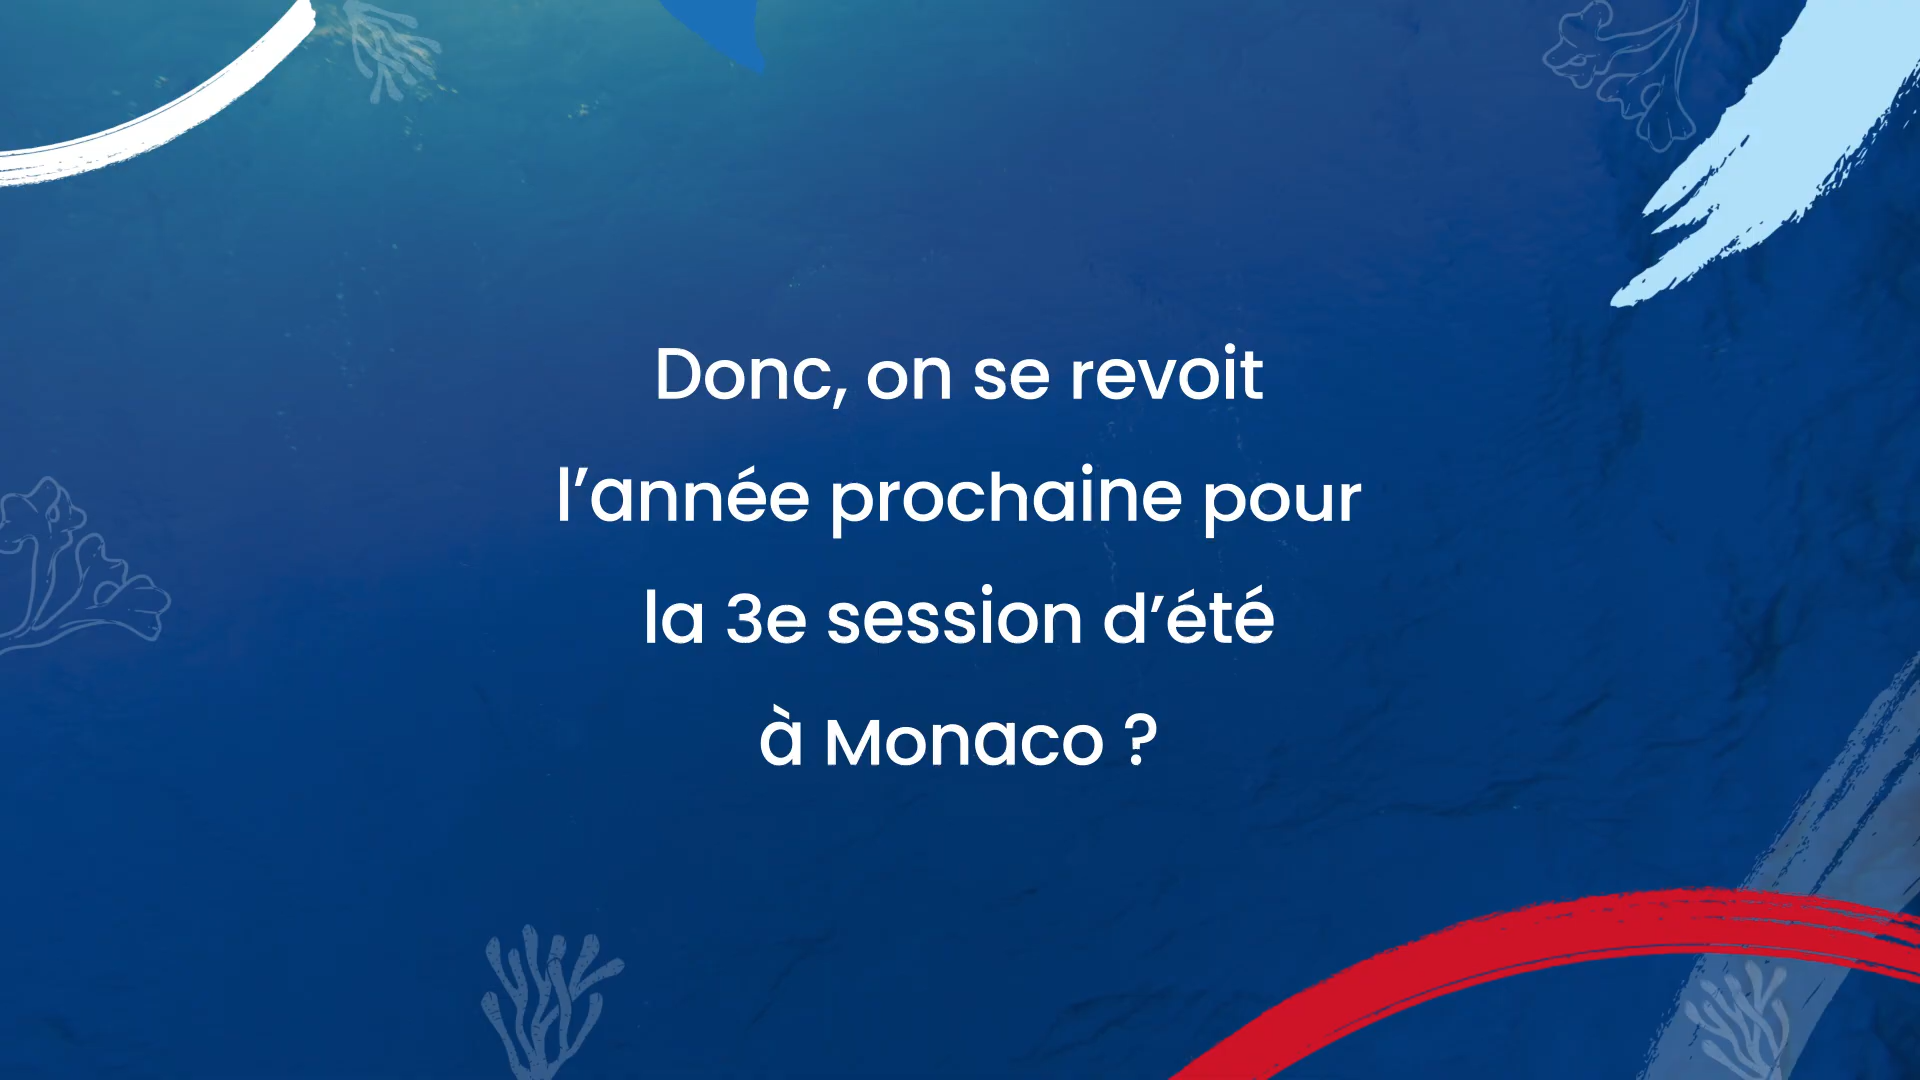 Donc, on se revoit
l’année prochaine pour
la 3e session d’été
à Monaco ?